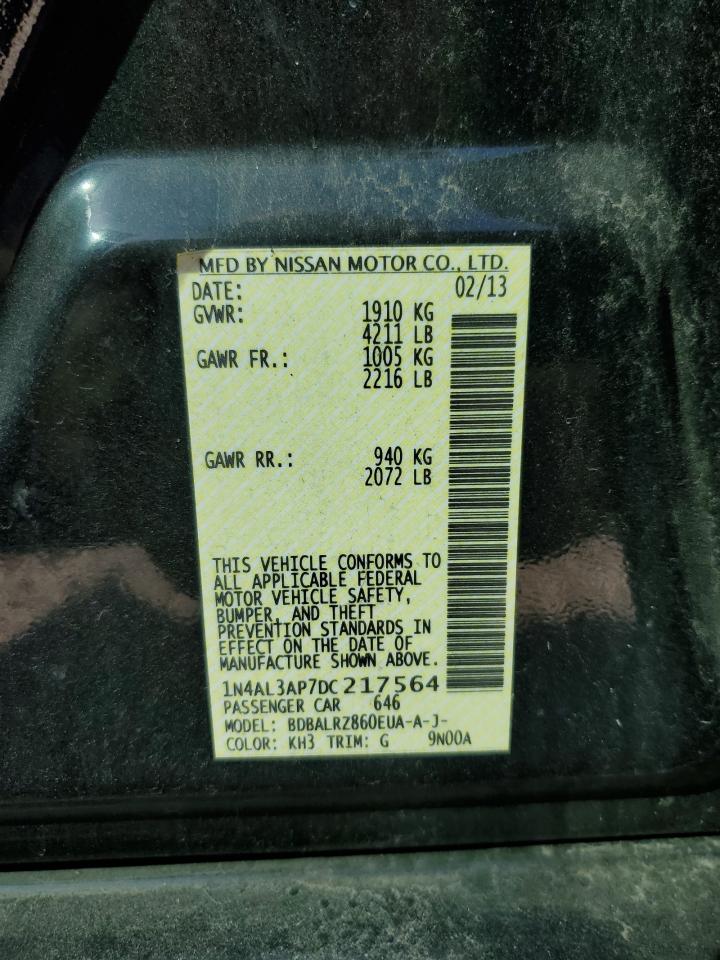 MFD BY NISSAN MOTOR CO., LTD.
DATE: 02/13
GVWR: 1910 KG
4211 LB
GAWR FR.: 1005 KG
2216 LB
GAWR RR.: 940 KG
2072 LB
THIS VEHICLE CONFORMS TO
ALL APPLICABLE FEDERAL
MOTOR VEHICLE SAFETY,
BUMPER, AND THEFT
PREVENTION STANDARDS IN
EFFECT ON THE DATE OF
MANUFACTURE SHOWN ABOVE.
1N4AL3AP7DC217564
PASSENGER CAR 646
MODEL: BDBALRZ860EUA-A-J-
COLOR: KH3 TRIM: G 9N00A